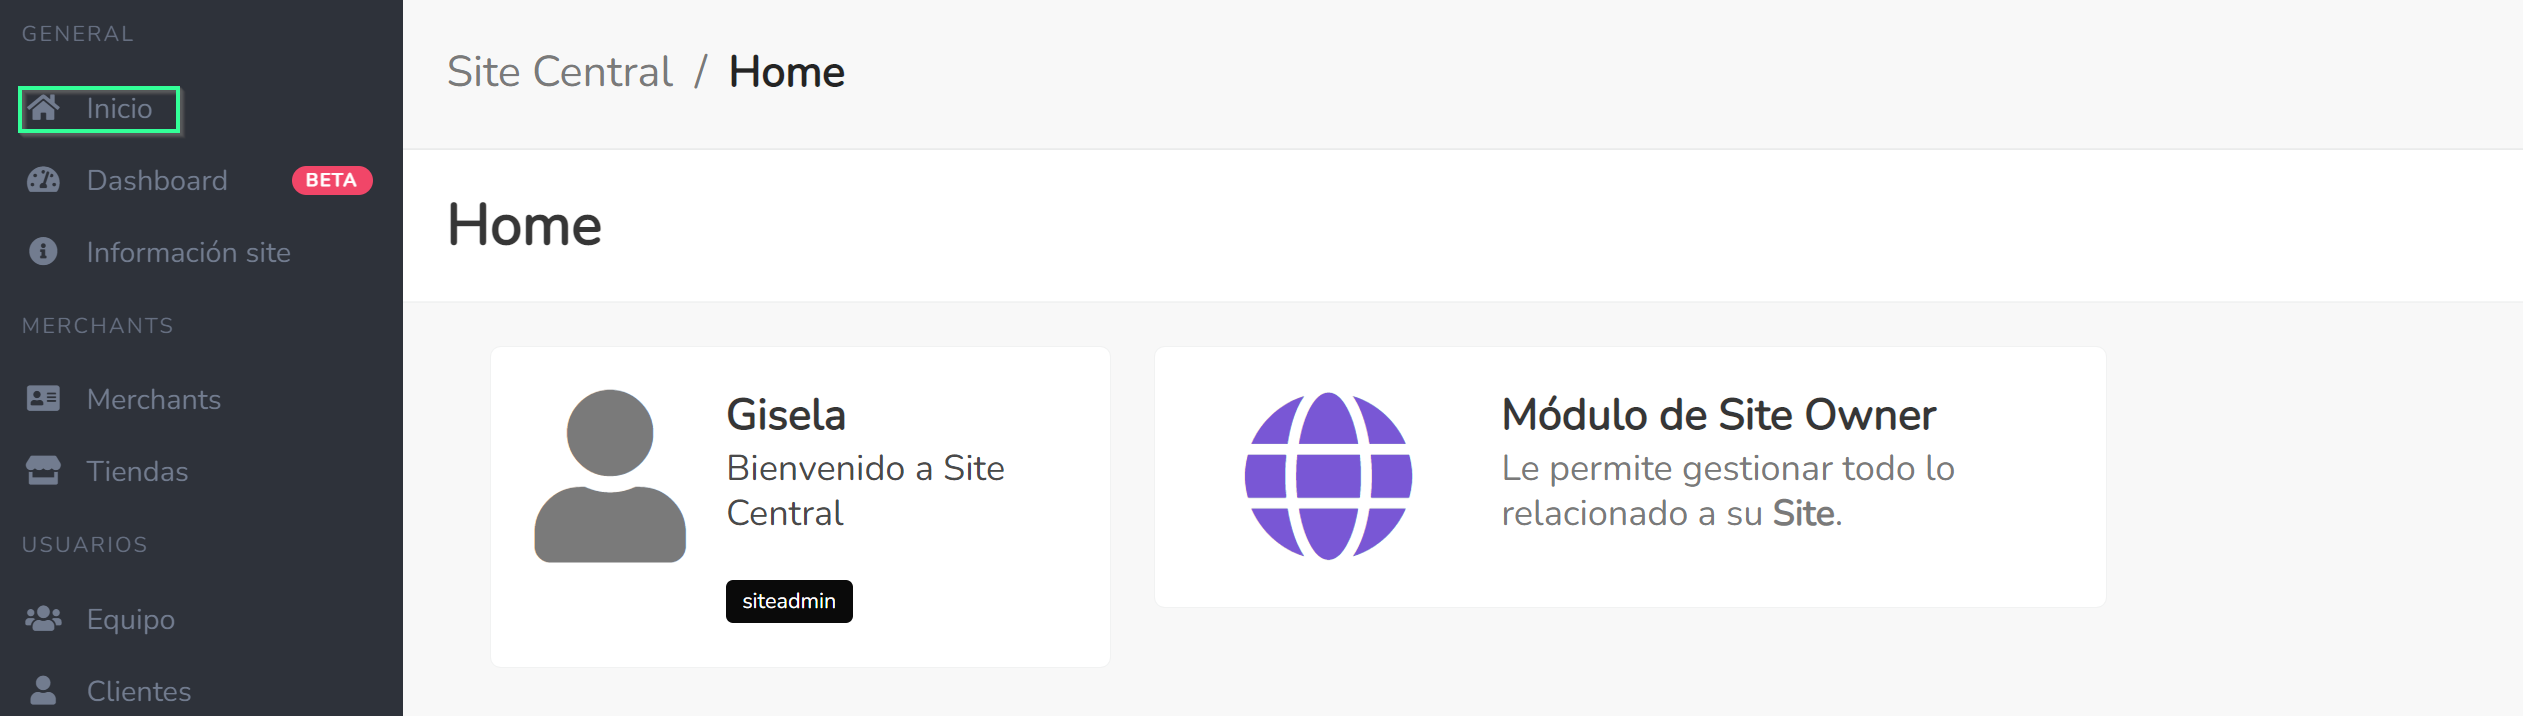 GENERAL
Inicio
Dashboard BETA
Información site
MERCHANTS
Merchants
Tiendas
USUARIOS
Equipo
Clientes
Site Central / Home
Home
Gisela
Bienvenido a Site
Central
siteadmin
Módulo de Site Owner
Le permite gestionar todo lo
relacionado a su Site.